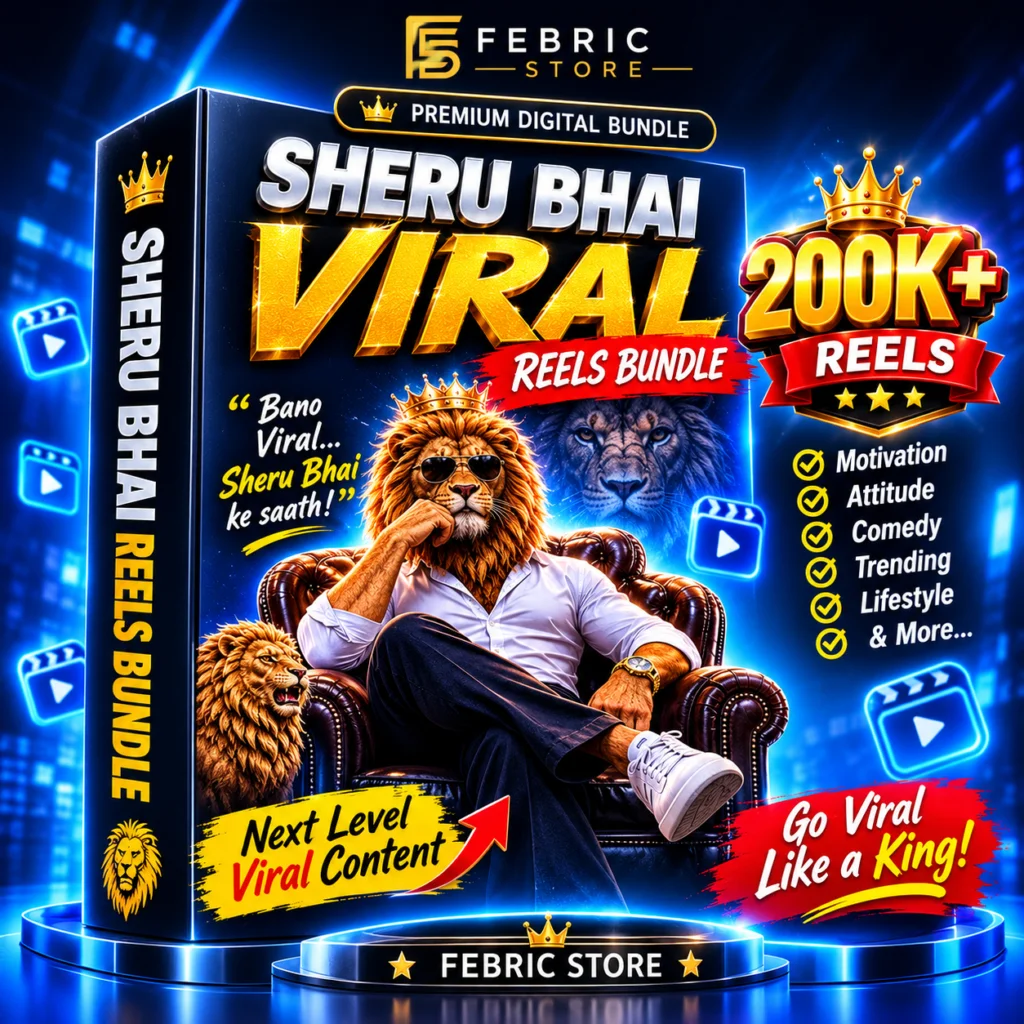 FEBRIC
STORE
PREMIUM DIGITAL BUNDLE
SHERU BHAI
VIRAL
REELS BUNDLE
SHERU BHAI REELS BUNDLE
200K+
REELS
“ Bano
Viral...
Sheru Bhai
ke saath! ”
Motivation
Attitude
Comedy
Trending
Lifestyle
& More...
Next Level
Viral Content
Go Viral
Like a King!
FEBRIC STORE